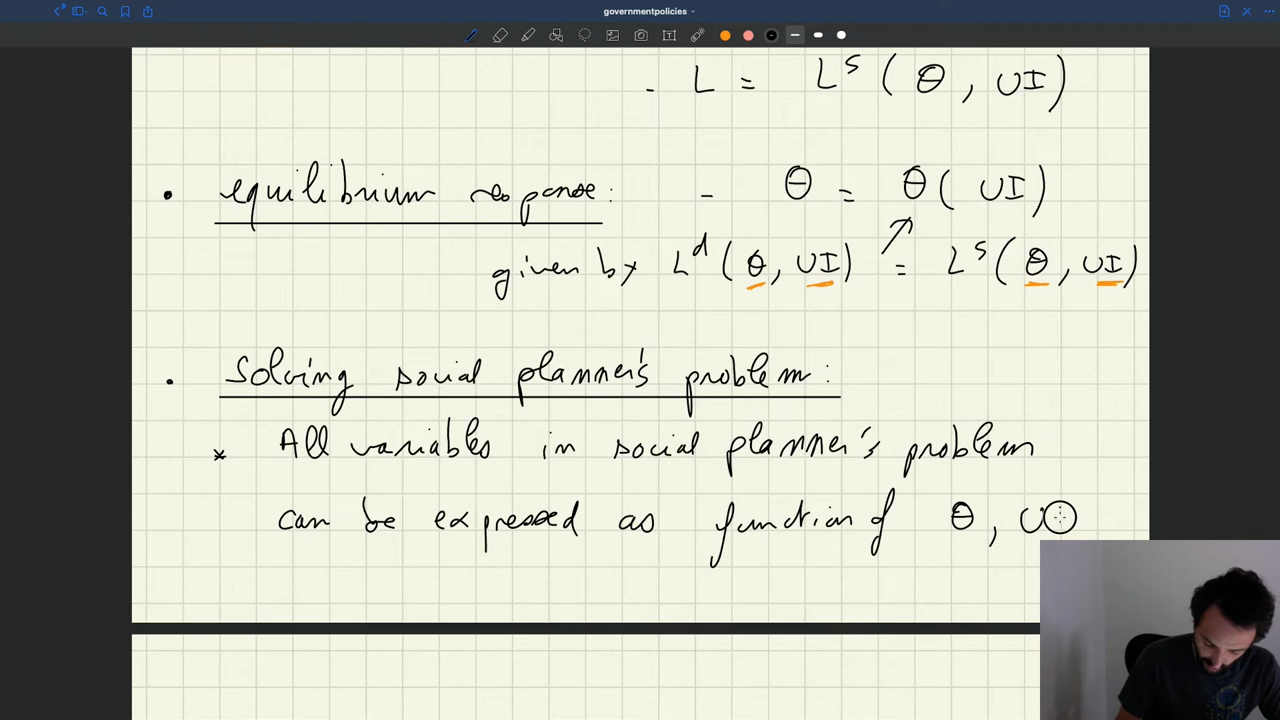 governmentpolicies
- L = L^s ( θ , UI )
• equilibrium response : - θ = θ ( UI )
given by L^d ( θ , UI ) = L^s ( θ , UI )
• Solving social planner's problem :
* All variables in social planner's problem
can be expressed as function of θ , U